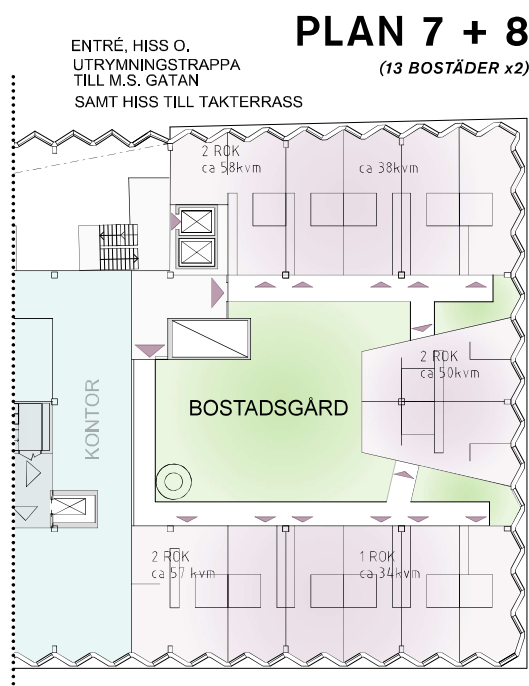 PLAN 7 + 8
(13 BOSTÄDER x2)
ENTRÉ, HISS O.
UTRYMNINGSTRAPPA
TILL M.S. GATAN
SAMT HISS TILL TAKTERRASS
2 ROK
ca 58kvm
ca 38kvm
2 ROK
ca 50kvm
KONTOR
BOSTADSGÅRD
2 ROK
ca 57 kvm
1 ROK
ca 34kvm